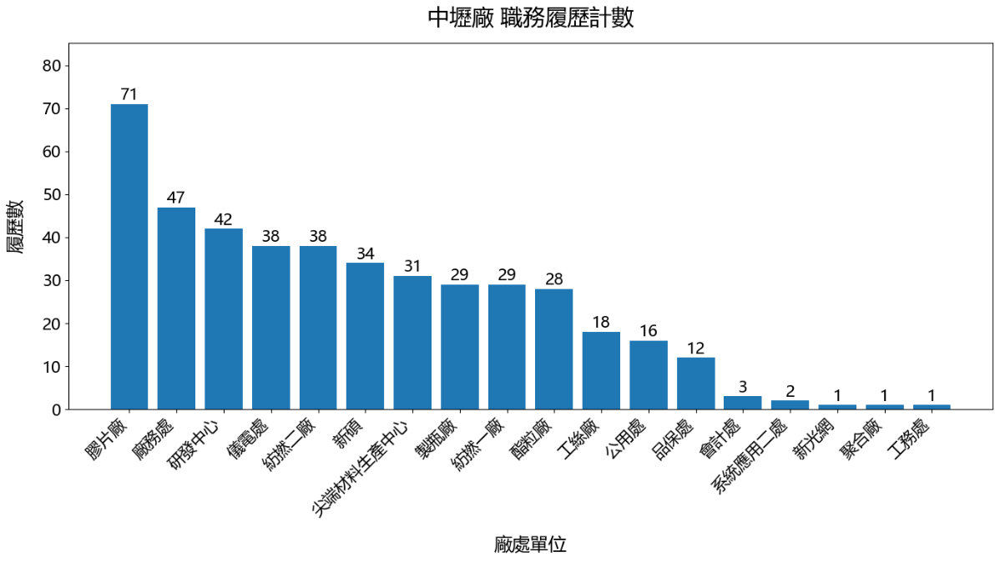 中壢廠 職務履歷計數
履歷數
80
70
60
50
40
30
20
10
0
71
47
42
38
38
34
31
29
29
28
18
16
12
3
2
1
1
1
膠片廠
廠務處
研發中心
儀電處
紡撚二廠
新碩
尖端材料生產中心
製瓶廠
紡撚一廠
酯粒廠
工絲廠
公用處
品保處
會計處
系統應用二處
新光網
聚合廠
工務處
廠處單位